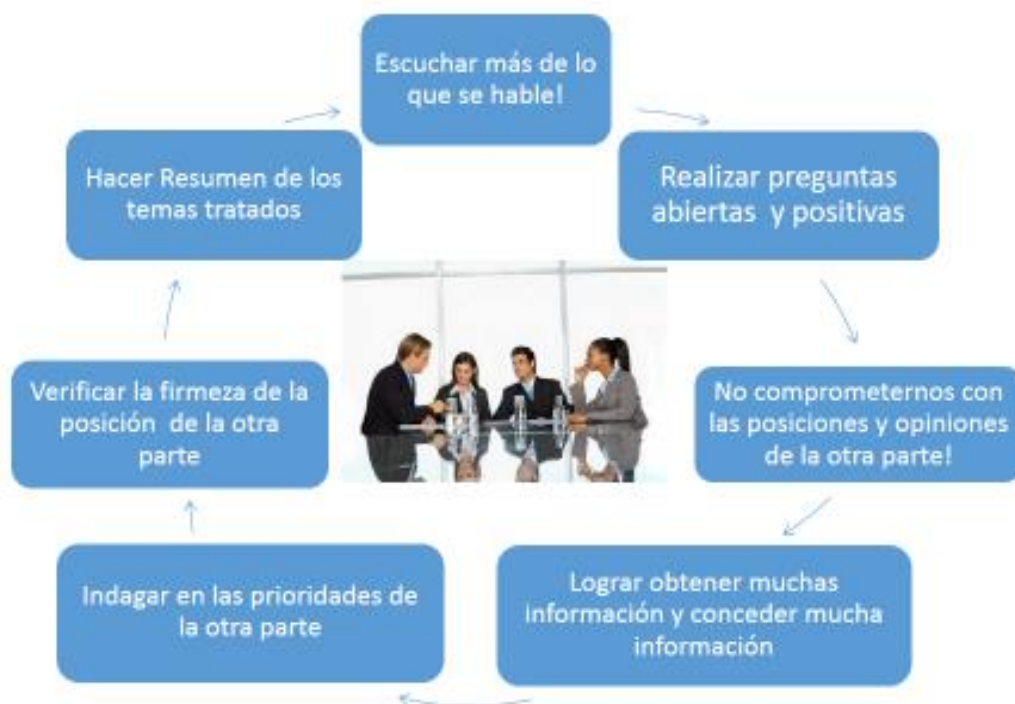 Escuchar más de lo
que se hable!
Realizar preguntas
abiertas y positivas
No comprometernos con
las posiciones y opiniones
de la otra parte!
Lograr obtener muchas
información y conceder mucha
información
Indagar en las prioridades de
la otra parte
Verificar la firmeza de la
posición de la otra
parte
Hacer Resumen de los
temas tratados